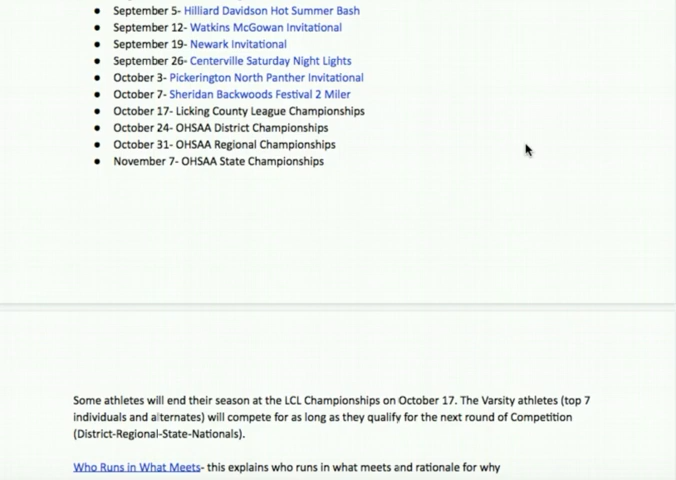 ● September 5- Hilliard Davidson Hot Summer Bash
● September 12- Watkins McGowan Invitational
● September 19- Newark Invitational
● September 26- Centerville Saturday Night Lights
● October 3- Pickerington North Panther Invitational
● October 7- Sheridan Backwoods Festival 2 Miler
● October 17- Licking County League Championships
● October 24- OHSAA District Championships
● October 31- OHSAA Regional Championships
● November 7- OHSAA State Championships
Some athletes will end their season at the LCL Championships on October 17. The Varsity athletes (top 7
individuals and alternates) will compete for as long as they qualify for the next round of Competition
(District-Regional-State-Nationals).
Who Runs in What Meets- this explains who runs in what meets and rationale for why